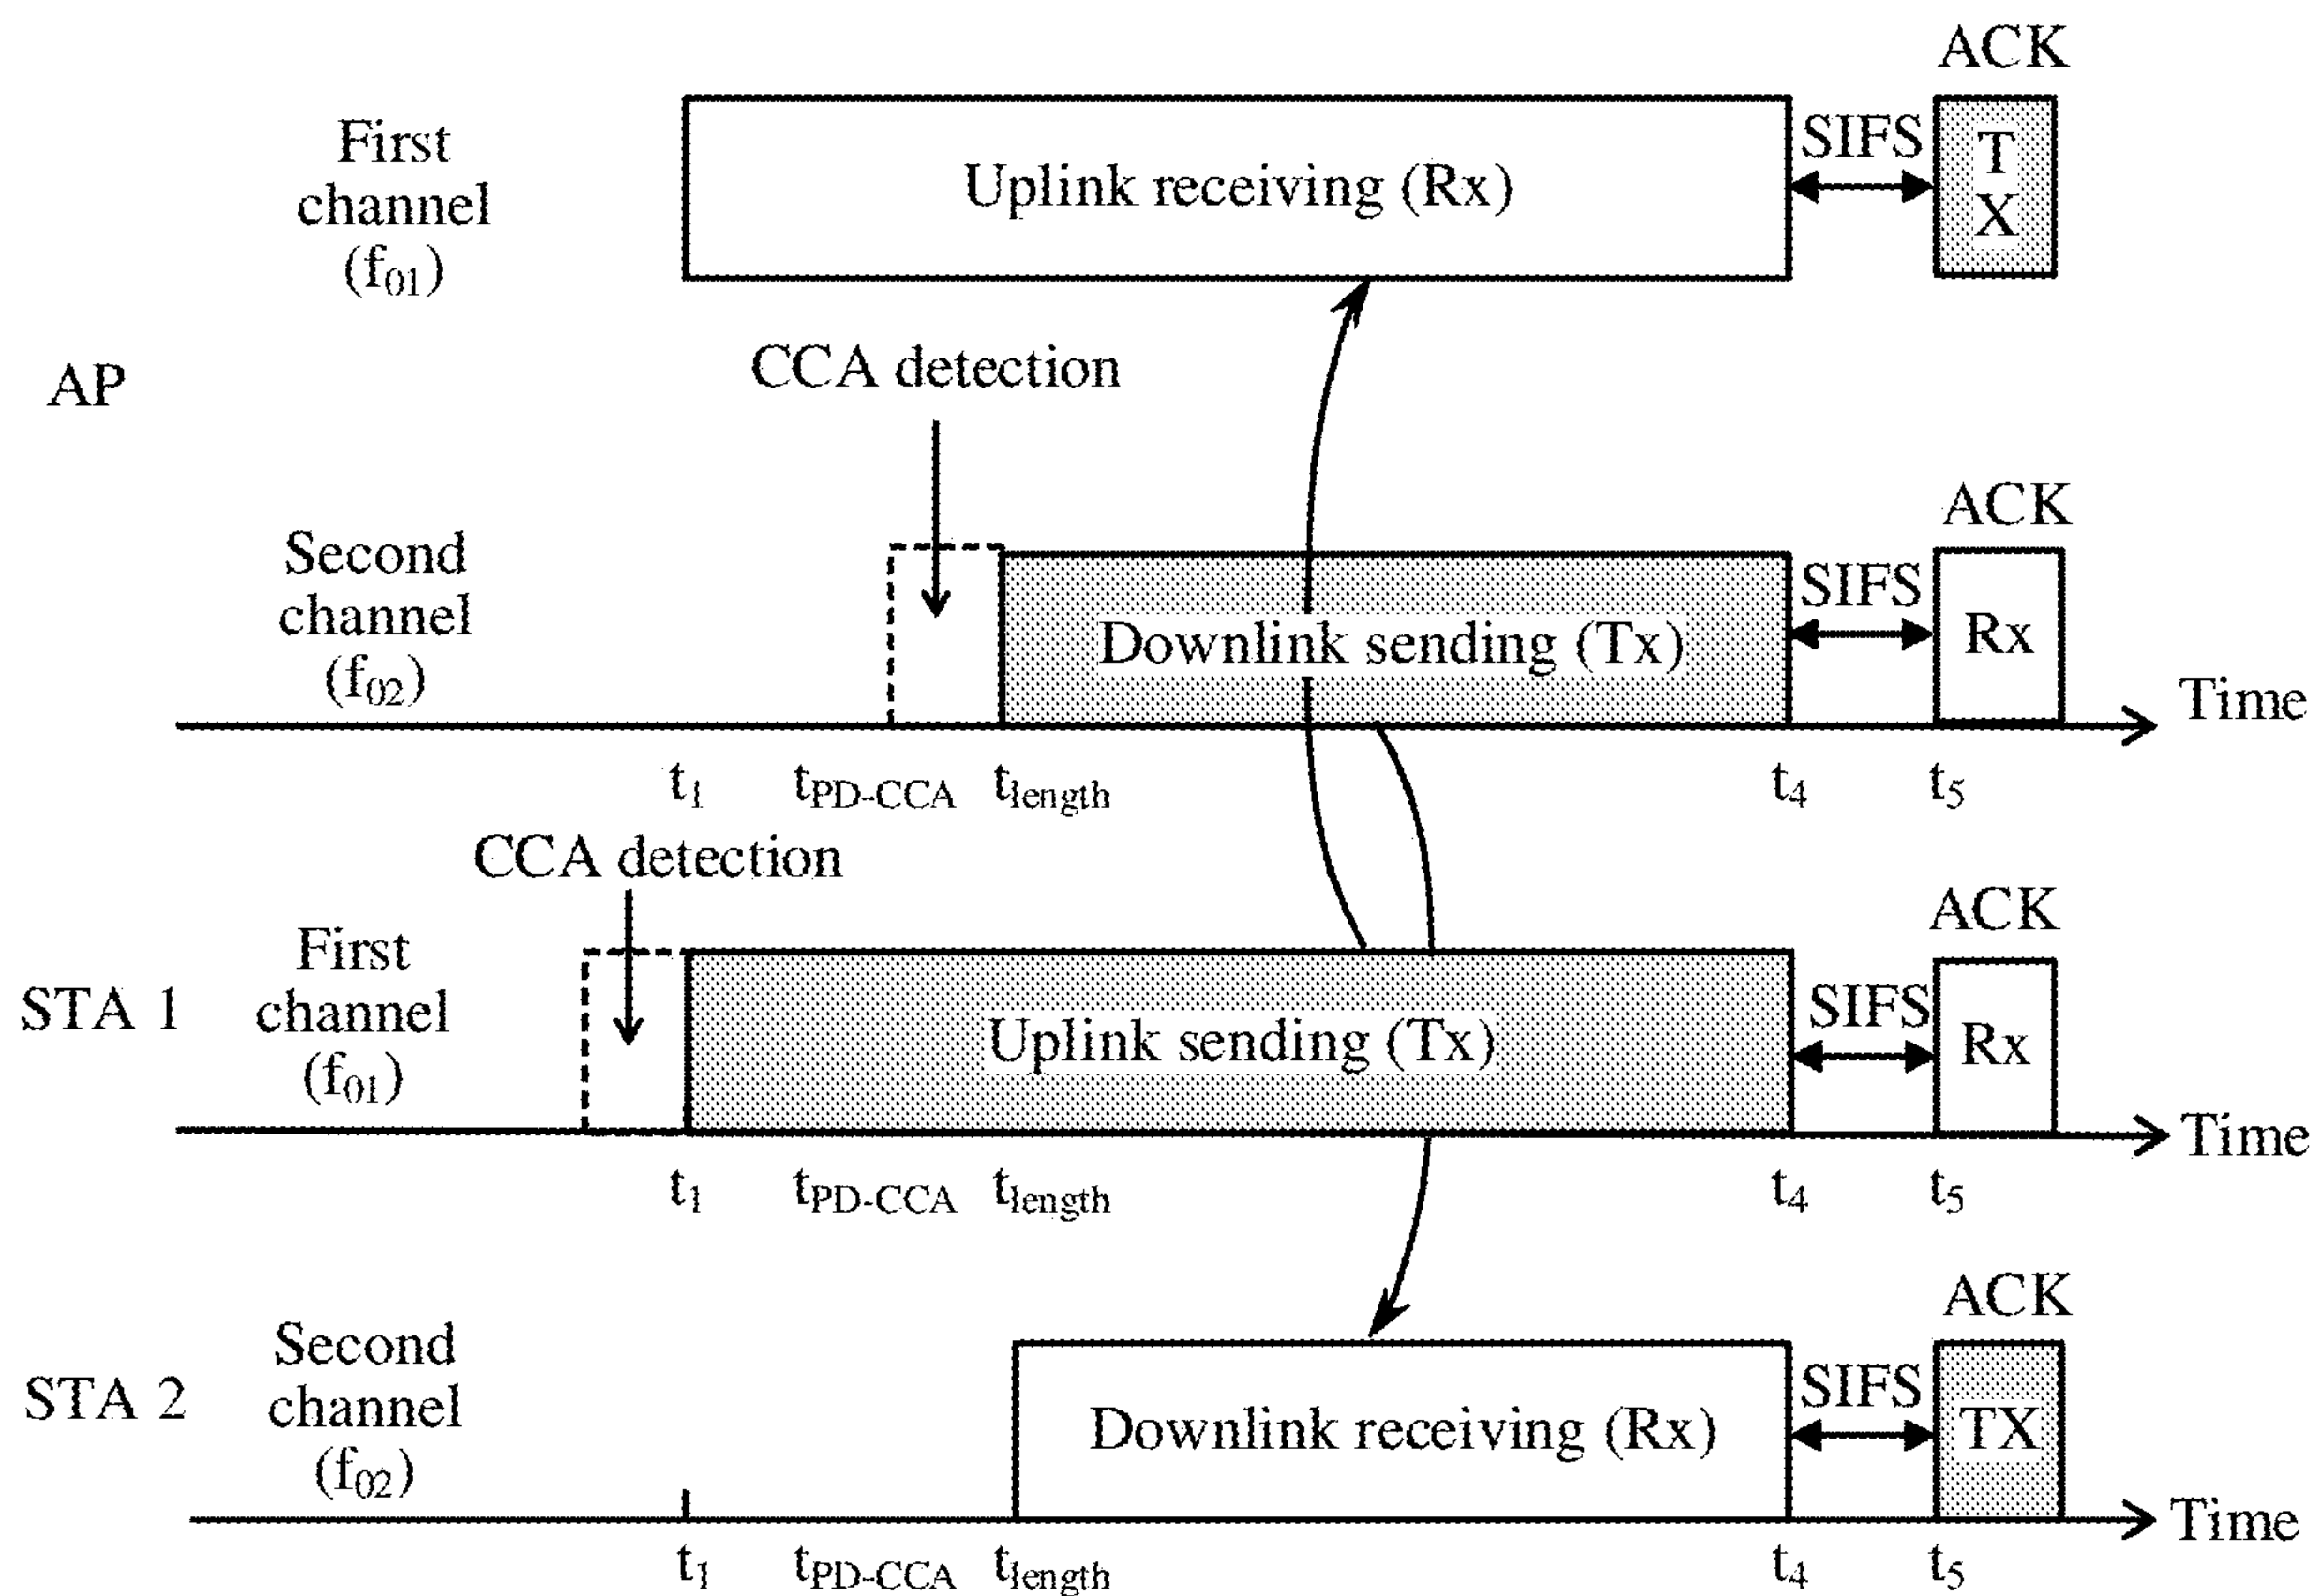 ACK
First
channel
(f01)
Uplink receiving (Rx)
SIFS
T
X
CCA detection
AP
Second
channel
(f02)
Downlink sending (Tx)
SIFS
ACK
Rx
Time
t1 tPD-CCA tlength t4 t5
CCA detection
STA 1
First
channel
(f01)
Uplink sending (Tx)
SIFS
ACK
Rx
Time
t1 tPD-CCA tlength t4 t5
STA 2
Second
channel
(f02)
Downlink receiving (Rx)
SIFS
ACK
TX
Time
t1 tPD-CCA tlength t4 t5